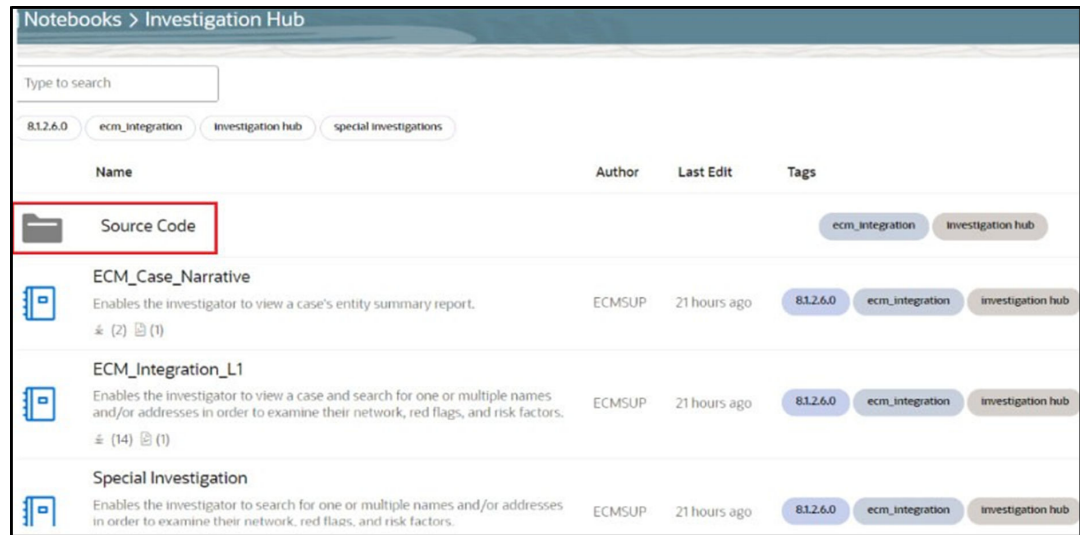 Notebooks > Investigation Hub
Type to search
8.1.2.6.0 ecm_integration investigation hub special investigations
Name Author Last Edit Tags
Source Code ecm_integration investigation hub
ECM_Case_Narrative
Enables the investigator to view a case's entity summary report. ECMSUP 21 hours ago 8.1.2.6.0 ecm_integration investigation hub
(2) (1)
ECM_Integration_L1
Enables the investigator to view a case and search for one or multiple names
and/or addresses in order to examine their network, red flags, and risk factors. ECMSUP 21 hours ago 8.1.2.6.0 ecm_integration investigation hub
(14) (1)
Special Investigation
Enables the investigator to search for one or multiple names and/or addresses
in order to examine their network, red flags, and risk factors. ECMSUP 21 hours ago 8.1.2.6.0 ecm_integration investigation hub